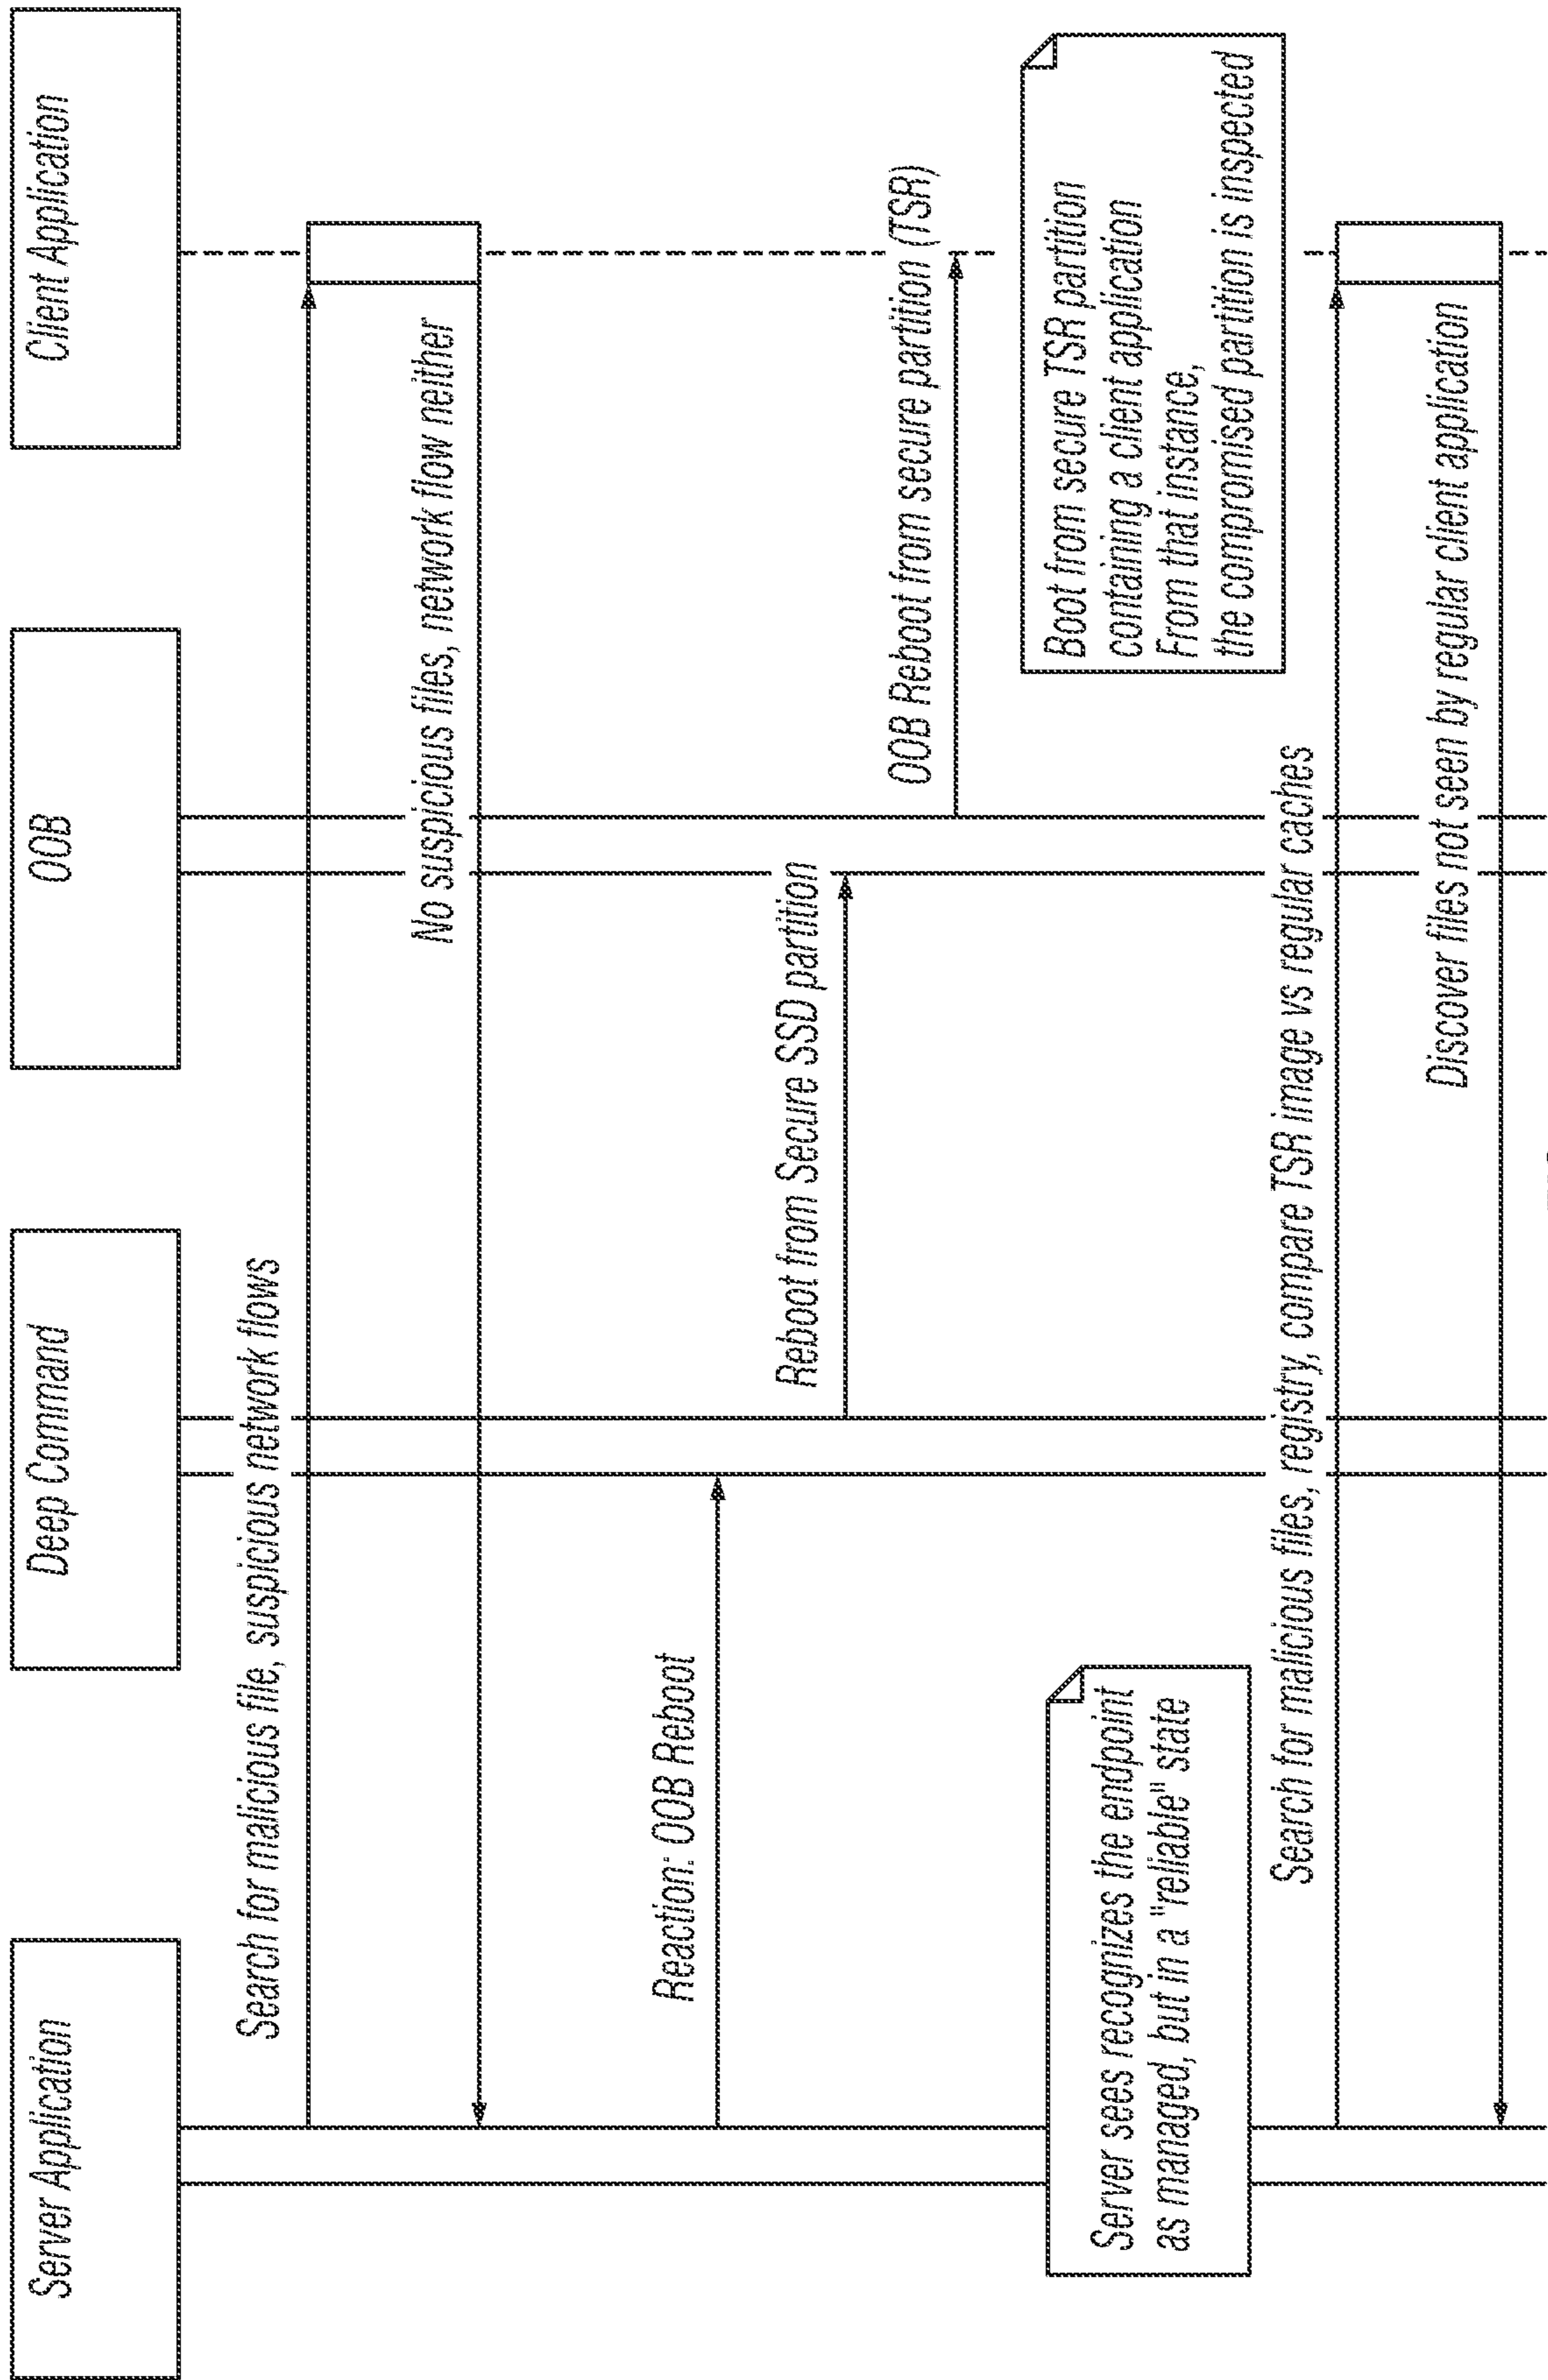 Server Application
Deep Command
OOB
Client Application
Search for malicious file, suspicious network flows
No suspicious files, network flow neither
Reaction: OOB Reboot
Reboot from Secure SSD partition
OOB Reboot from secure partition (TSR)
Server sees recognizes the endpoint
as managed, but in a "reliable" state
Boot from secure TSR partition
containing a client application
From that instance,
the compromised partition is inspected
Search for malicious files, registry, compare TSR image vs regular caches
Discover files not seen by regular client application